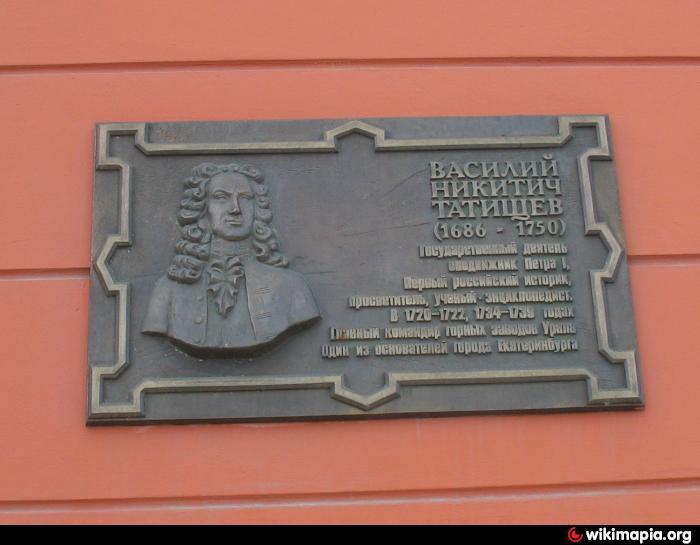 ВАСИЛИЙ
НИКИТИЧ
ТАТИЩЕВ
(1686 - 1750)
Государственный деятель
сподвижник Петра I,
Первый российский историк,
просветитель, ученый-энциклопедист.
В 1720-1722, 1734-1739 годах
Главный командир горных заводов Урала
Один из основателей города Екатеринбурга
wikimapia.org